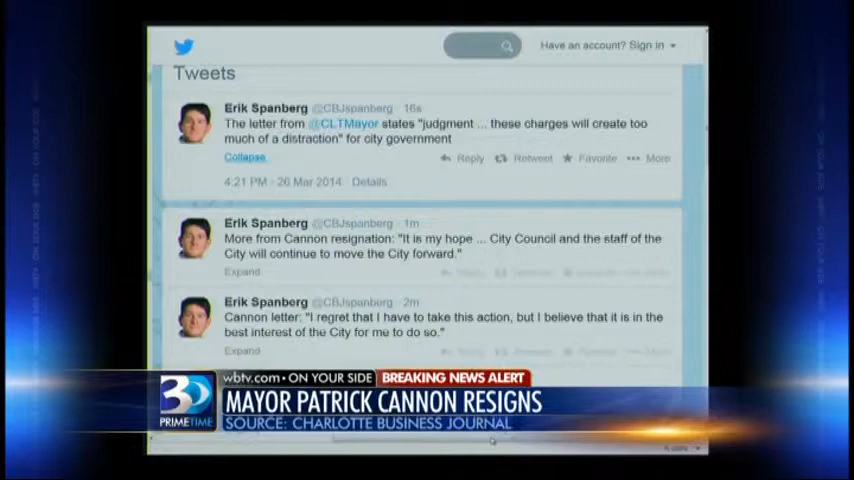 Have an account? Sign in
Tweets
Erik Spanberg @CBJspanberg · 16s
The letter from @CLTMayor states "judgment ... these charges will create too
much of a distraction" for city government
Collapse
Reply Retweet Favorite ••• More
4:21 PM - 26 Mar 2014 Details
Erik Spanberg @CBJspanberg · 1m
More from Cannon resignation: "It is my hope ... City Council and the staff of the
City will continue to move the City forward."
Expand
Erik Spanberg @CBJspanberg · 2m
Cannon letter: "I regret that I have to take this action, but I believe that it is in the
best interest of the City for me to do so."
Expand
wbtv.com • ON YOUR SIDE BREAKING NEWS ALERT
3
PRIMETIME
MAYOR PATRICK CANNON RESIGNS
SOURCE: CHARLOTTE BUSINESS JOURNAL